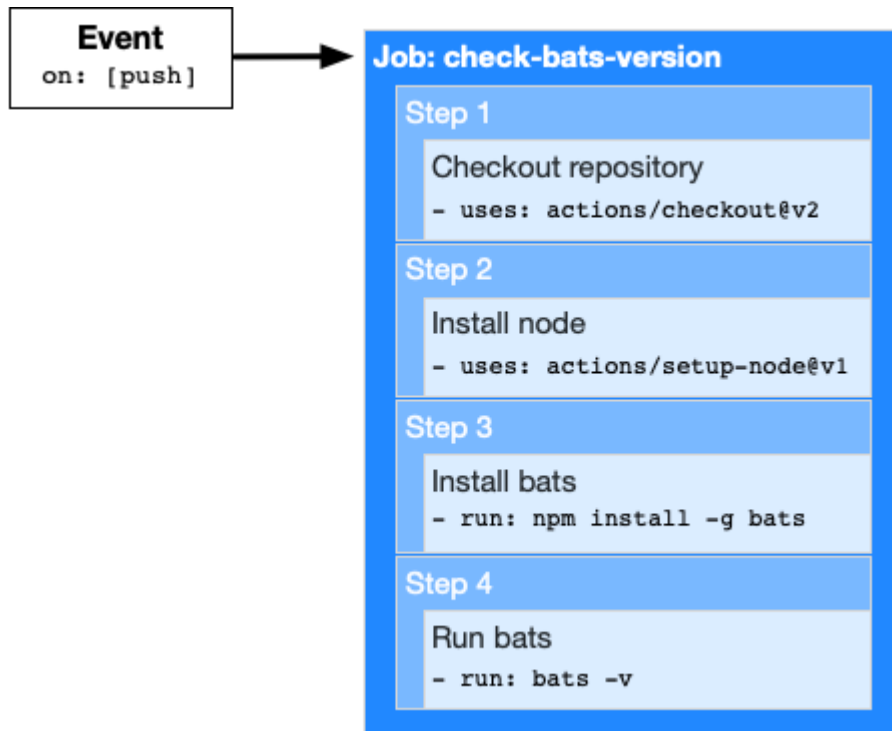 Event
on: [push]
Job: check-bats-version
Step 1
Checkout repository
- uses: actions/checkout@v2
Step 2
Install node
- uses: actions/setup-node@v1
Step 3
Install bats
- run: npm install -g bats
Step 4
Run bats
- run: bats -v